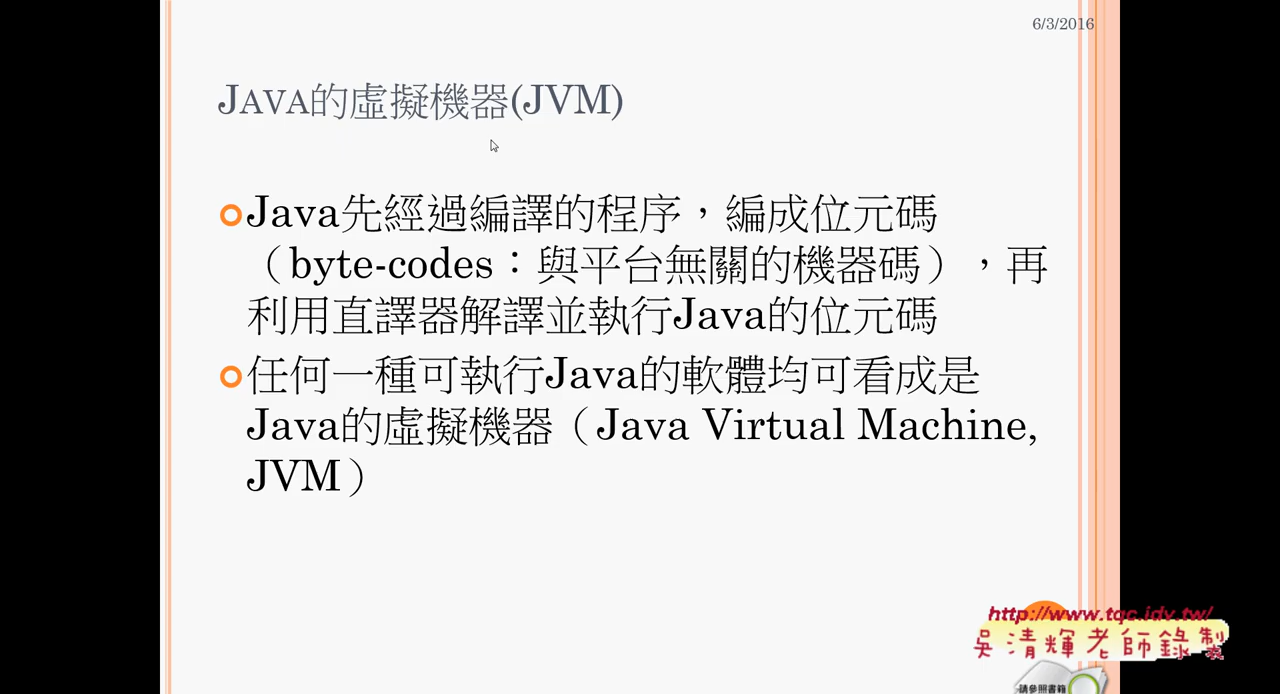 6/3/2016
JAVA的虛擬機器(JVM)
Java先經過編譯的程序，編成位元碼
（byte-codes：與平台無關的機器碼），再
利用直譯器解譯並執行Java的位元碼
任何一種可執行Java的軟體均可看成是
Java的虛擬機器（Java Virtual Machine,
JVM）
http://www.tqc.idv.tw/
吳清輝老師錄製
請參照書籍